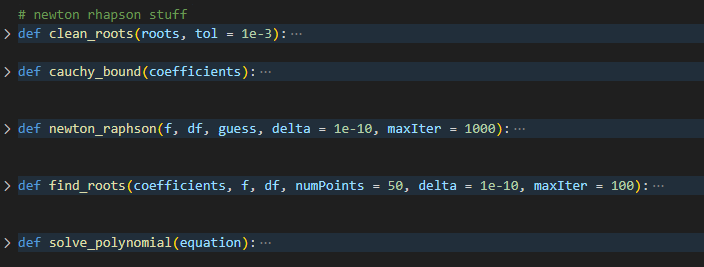 # newton rhapson stuff
def clean_roots(roots, tol = 1e-3):···
def cauchy_bound(coefficients):···
def newton_raphson(f, df, guess, delta = 1e-10, maxIter = 1000):···
def find_roots(coefficients, f, df, numPoints = 50, delta = 1e-10, maxIter = 100):···
def solve_polynomial(equation):···